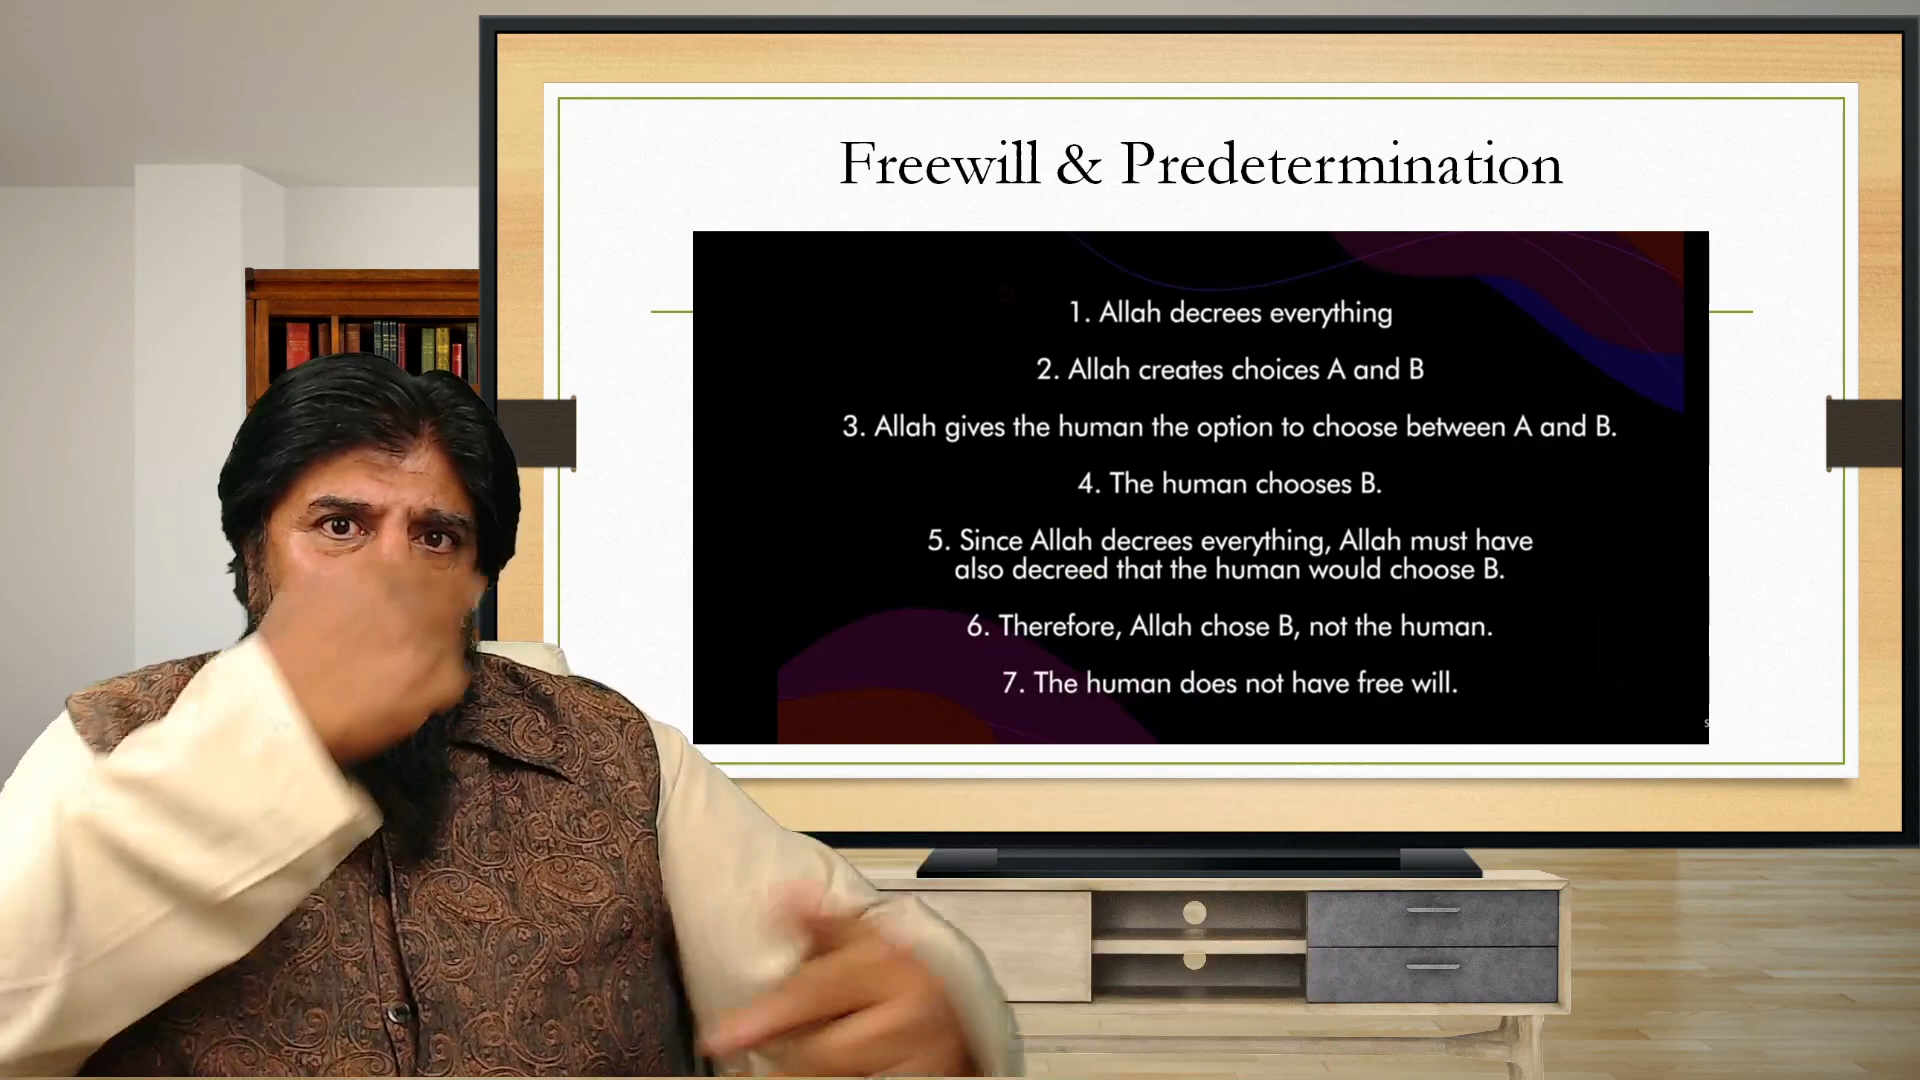 Freewill & Predetermination
1. Allah decrees everything
2. Allah creates choices A and B
3. Allah gives the human the option to choose between A and B.
4. The human chooses B.
5. Since Allah decrees everything, Allah must have
also decreed that the human would choose B.
6. Therefore, Allah chose B, not the human.
7. The human does not have free will.